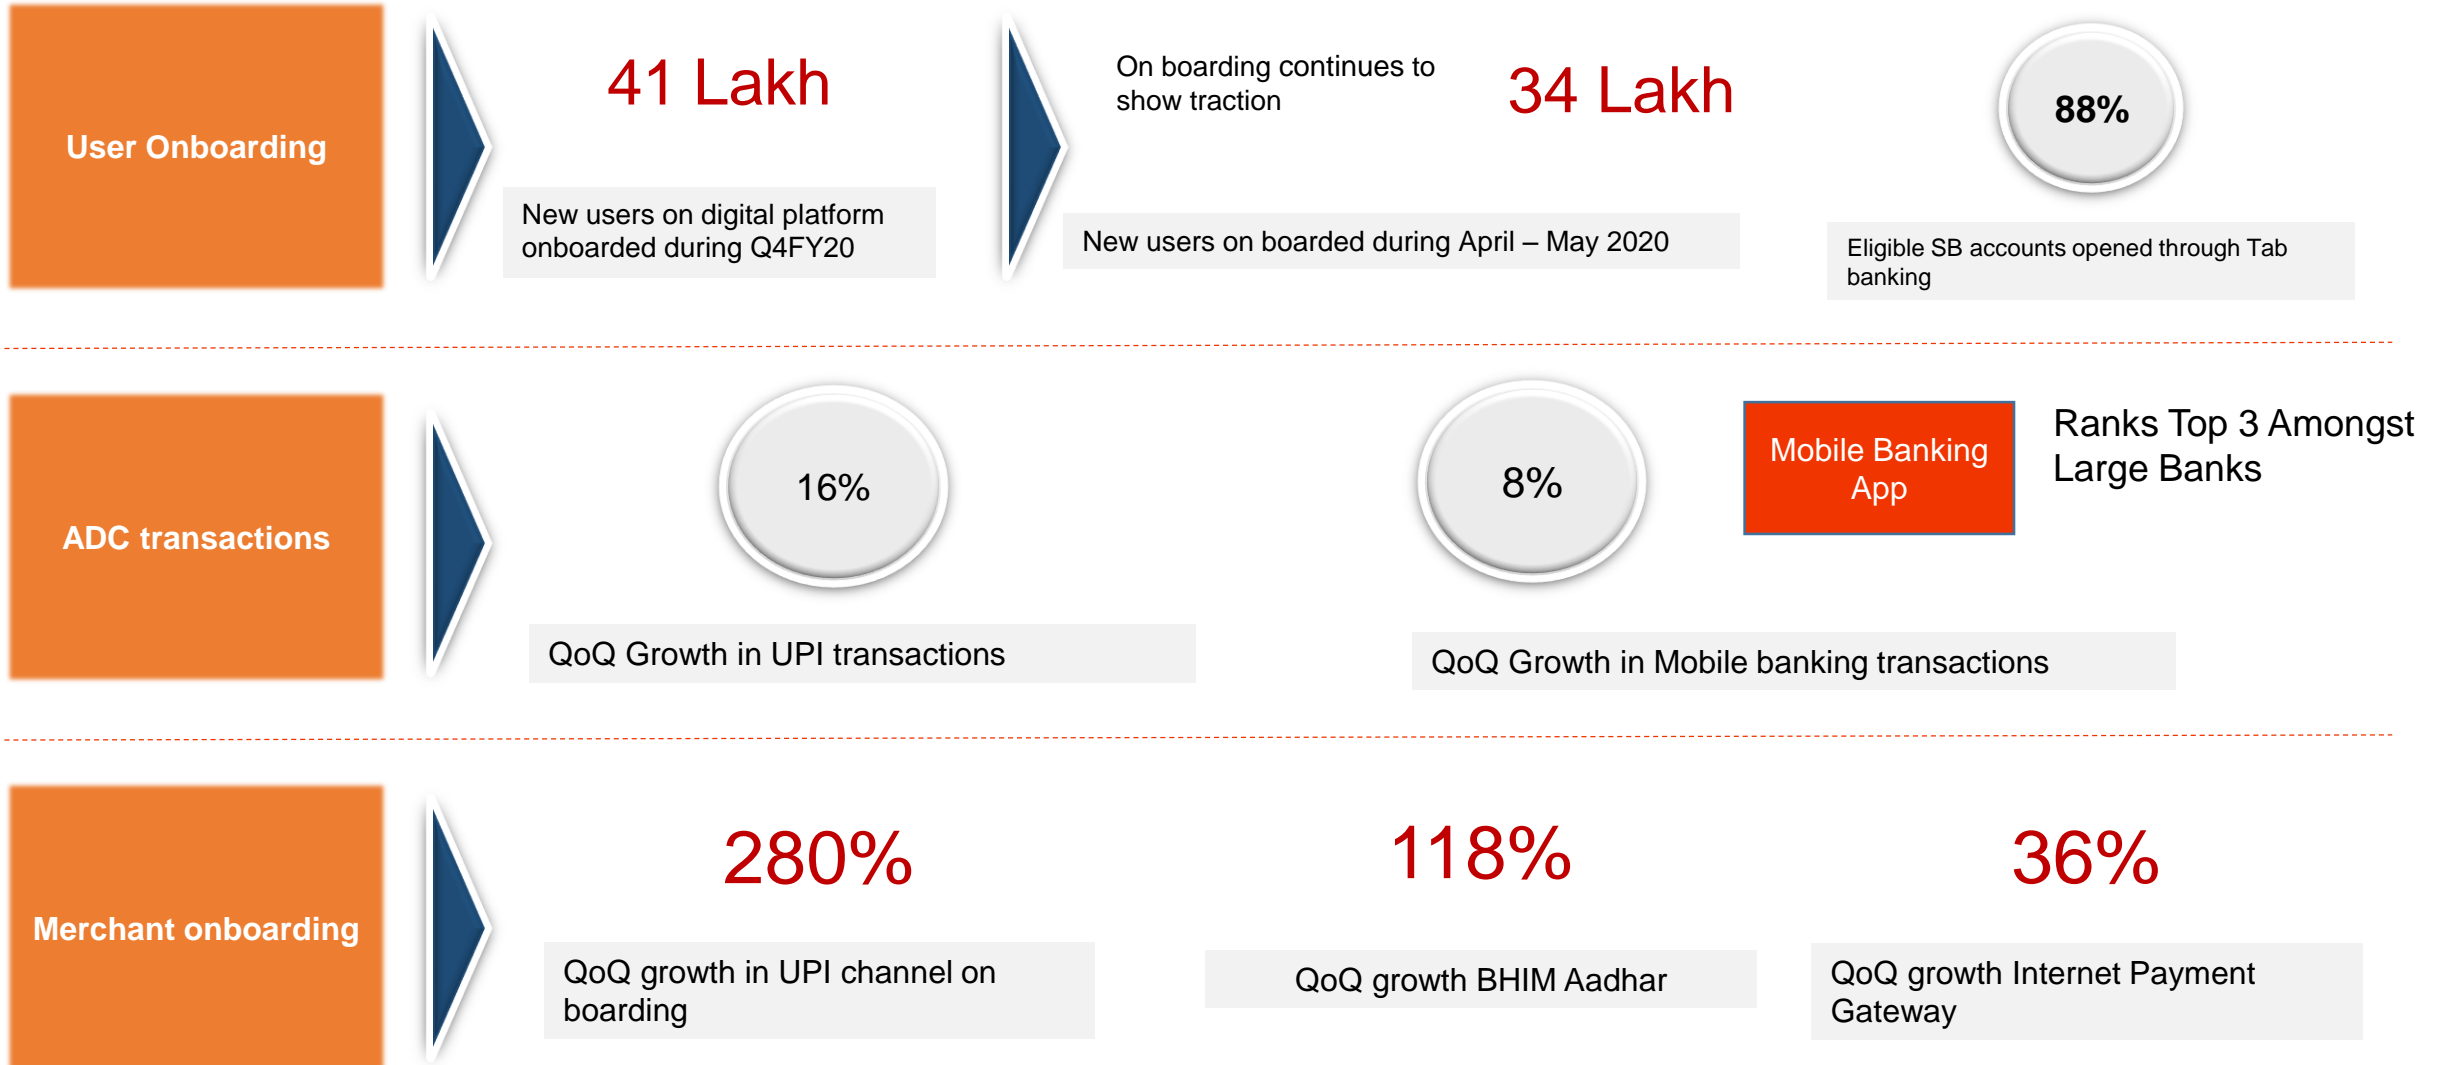 User Onboarding
41 Lakh
New users on digital platform
onboarded during Q4FY20
On boarding continues to
show traction
34 Lakh
New users on boarded during April – May 2020
88%
Eligible SB accounts opened through Tab
banking
ADC transactions
16%
QoQ Growth in UPI transactions
8%
QoQ Growth in Mobile banking transactions
Mobile Banking
App
Ranks Top 3 Amongst
Large Banks
Merchant onboarding
280%
QoQ growth in UPI channel on
boarding
118%
QoQ growth BHIM Aadhar
36%
QoQ growth Internet Payment
Gateway